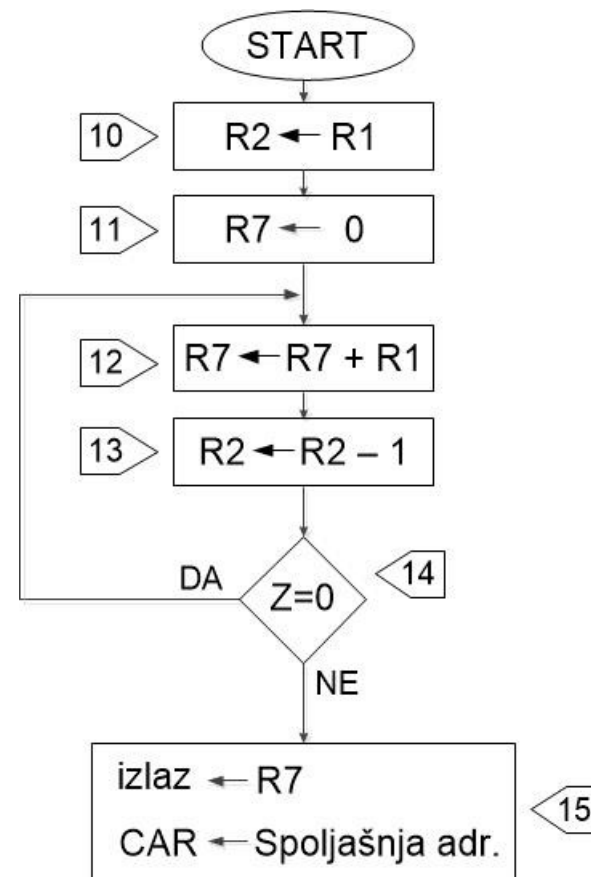 START
10
R2 ← R1
11
R7 ← 0
12
R7 ← R7 + R1
13
R2 ← R2 – 1
DA
Z=0
14
NE
izlaz ← R7
CAR ← Spoljašnja adr.
15